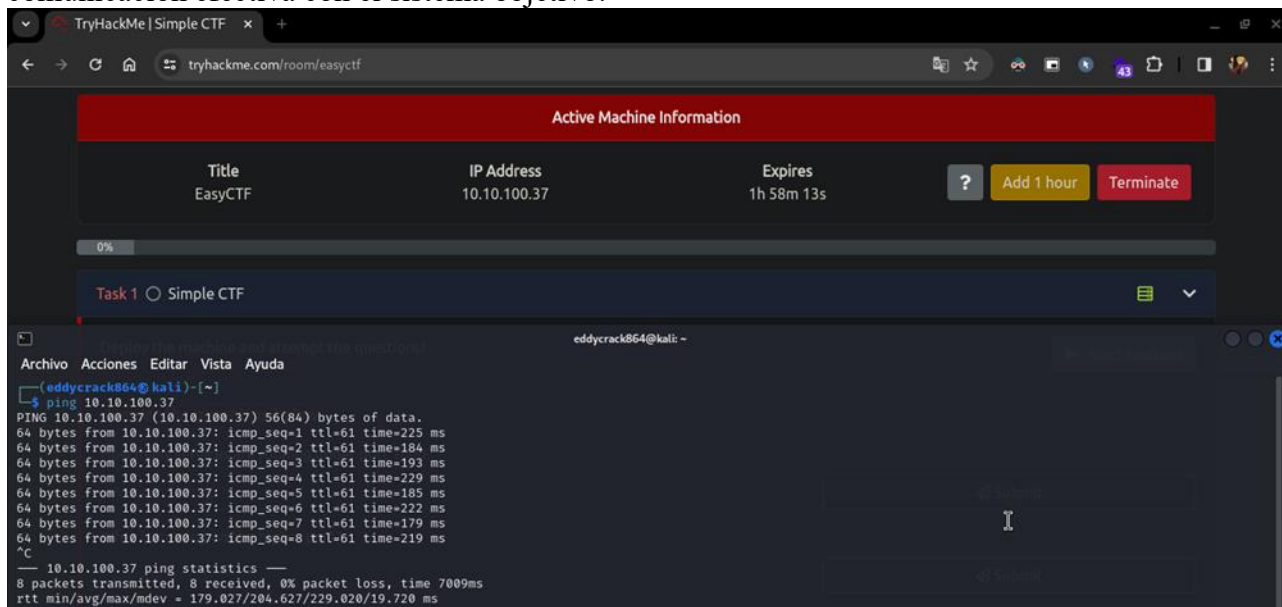 comunicación efectiva con el sistema objetivo.
TryHackMe | Simple CTF
tryhackme.com/room/easyctf
43
Active Machine Information
Title IP Address Expires
EasyCTF 10.10.100.37 1h 58m 13s
? Add 1 hour Terminate
0%
Task 1 Simple CTF
eddycrack864@kali: ~
Archivo Acciones Editar Vista Ayuda
(eddycrack864㉿kali)-[~]
$ ping 10.10.100.37
PING 10.10.100.37 (10.10.100.37) 56(84) bytes of data.
64 bytes from 10.10.100.37: icmp_seq=1 ttl=61 time=225 ms
64 bytes from 10.10.100.37: icmp_seq=2 ttl=61 time=184 ms
64 bytes from 10.10.100.37: icmp_seq=3 ttl=61 time=193 ms
64 bytes from 10.10.100.37: icmp_seq=4 ttl=61 time=229 ms
64 bytes from 10.10.100.37: icmp_seq=5 ttl=61 time=185 ms
64 bytes from 10.10.100.37: icmp_seq=6 ttl=61 time=222 ms
64 bytes from 10.10.100.37: icmp_seq=7 ttl=61 time=179 ms
64 bytes from 10.10.100.37: icmp_seq=8 ttl=61 time=219 ms
^C
— 10.10.100.37 ping statistics —
8 packets transmitted, 8 received, 0% packet loss, time 7009ms
rtt min/avg/max/mdev = 179.027/204.627/229.020/19.720 ms
Submit
Submit